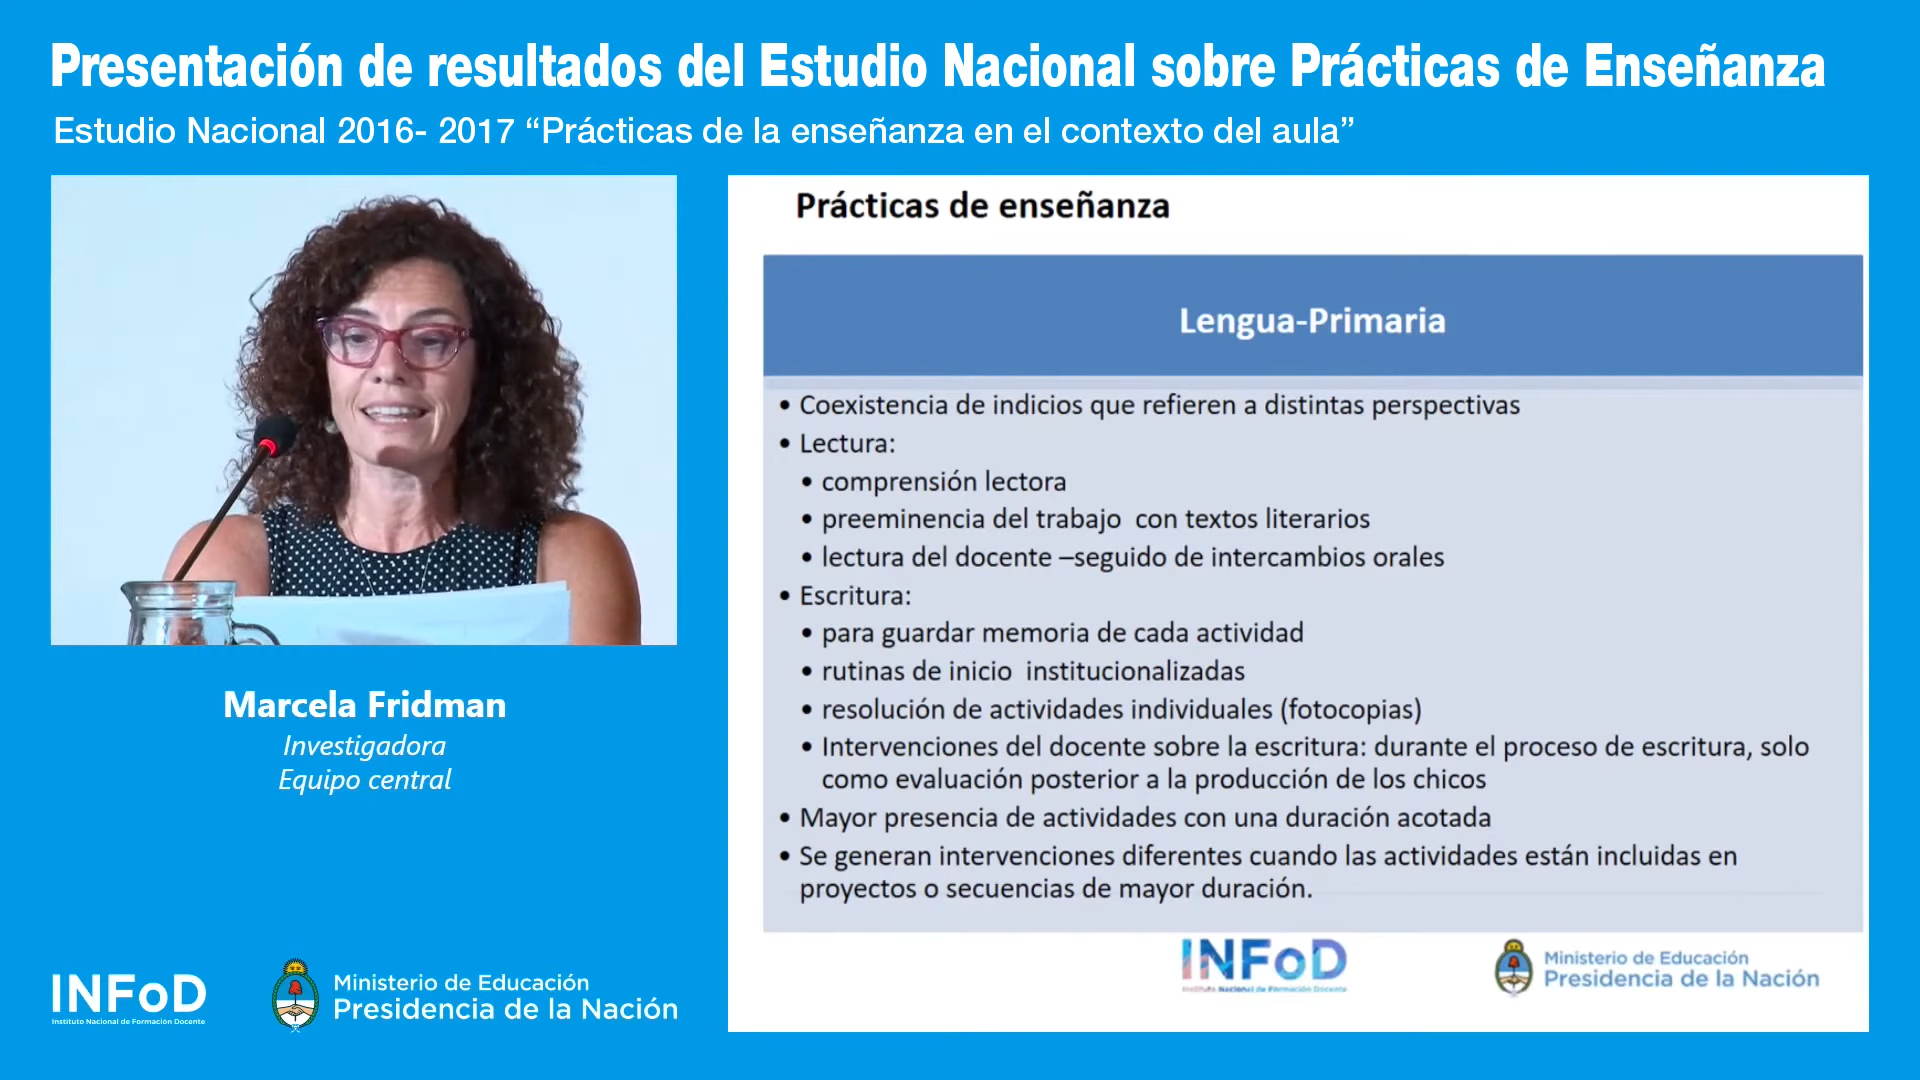 Presentación de resultados del Estudio Nacional sobre Prácticas de Enseñanza
Estudio Nacional 2016- 2017 “Prácticas de la enseñanza en el contexto del aula”
Marcela Fridman
Investigadora
Equipo central
INFoD
Instituto Nacional de Formación Docente
Ministerio de Educación
Presidencia de la Nación
Prácticas de enseñanza
Lengua-Primaria
• Coexistencia de indicios que refieren a distintas perspectivas
• Lectura:
• comprensión lectora
• preeminencia del trabajo con textos literarios
• lectura del docente –seguido de intercambios orales
• Escritura:
• para guardar memoria de cada actividad
• rutinas de inicio institucionalizadas
• resolución de actividades individuales (fotocopias)
• Intervenciones del docente sobre la escritura: durante el proceso de escritura, solo
como evaluación posterior a la producción de los chicos
• Mayor presencia de actividades con una duración acotada
• Se generan intervenciones diferentes cuando las actividades están incluidas en
proyectos o secuencias de mayor duración.
INFoD
Instituto Nacional de Formación Docente
Ministerio de Educación
Presidencia de la Nación